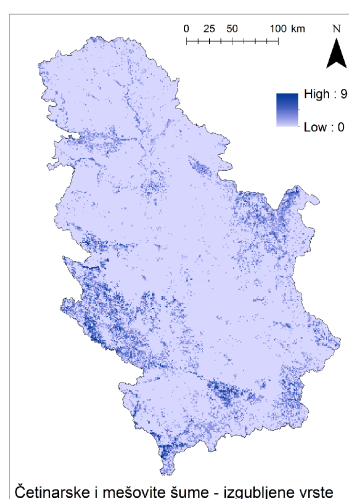 0 25 50 100 km
N
High : 9
Low : 0
Četinarske i mešovite šume - izgubljene vrste